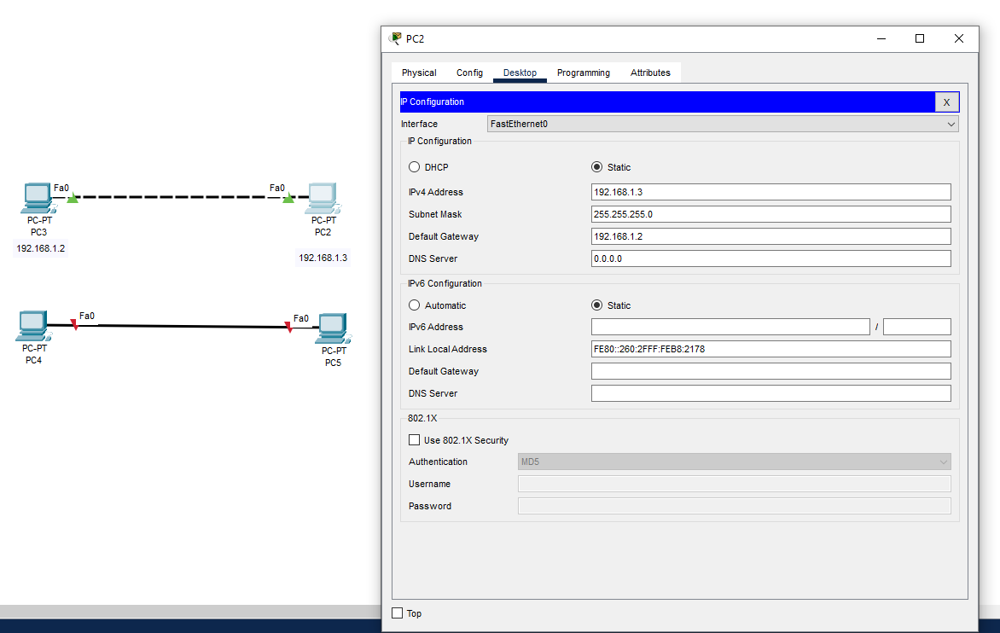 PC2
Physical Config Desktop Programming Attributes
IP Configuration X
Interface FastEthernet0
IP Configuration
DHCP Static
IPv4 Address 192.168.1.3
Subnet Mask 255.255.255.0
Default Gateway 192.168.1.2
DNS Server 0.0.0.0
IPv6 Configuration
Automatic Static
IPv6 Address /
Link Local Address FE80::260:2FFF:FEB8:2178
Default Gateway
DNS Server
802.1X
Use 802.1X Security
Authentication MD5
Username
Password
Top
Fa0 Fa0
PC-PT PC-PT
PC3 PC2
192.168.1.2 192.168.1.3
Fa0 Fa0
PC-PT PC-PT
PC4 PC5